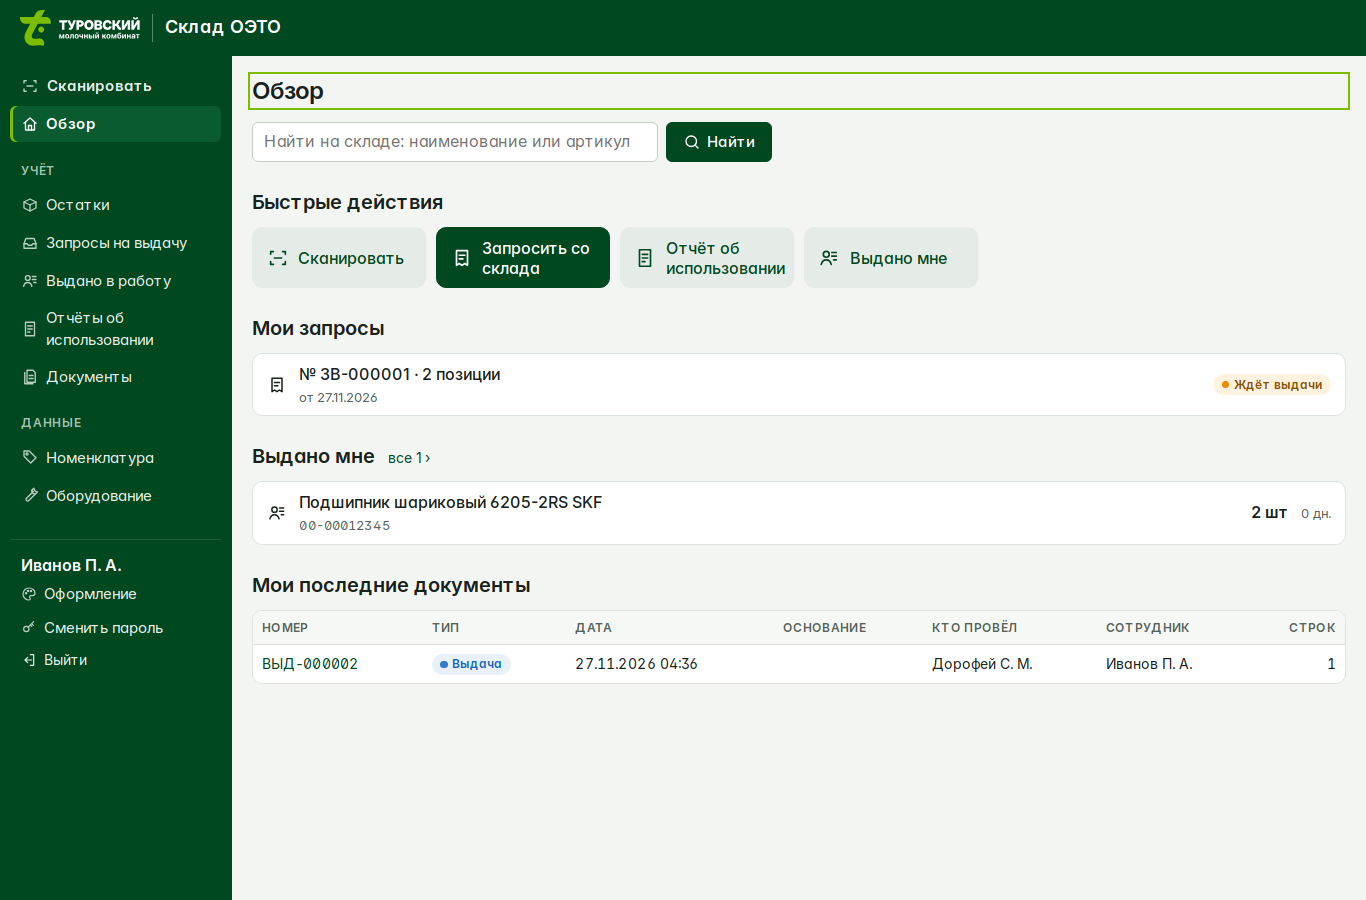 ТУРОВСКИЙ
молочный комбинат
Склад ОЭТО
Сканировать
Обзор
УЧЁТ
Остатки
Запросы на выдачу
Выдано в работу
Отчёты об
использовании
Документы
ДАННЫЕ
Номенклатура
Оборудование
Иванов П. А.
Оформление
Сменить пароль
Выйти
Обзор
Найти на складе: наименование или артикул
Найти
Быстрые действия
Сканировать
Запросить со
склада
Отчёт об
использовании
Выдано мне
Мои запросы
№ ЗВ-000001 · 2 позиции
от 27.11.2026
Ждёт выдачи
Выдано мне все 1 ›
Подшипник шариковый 6205-2RS SKF
00-00012345
2 шт 0 дн.
Мои последние документы
НОМЕР ТИП ДАТА ОСНОВАНИЕ КТО ПРОВЁЛ СОТРУДНИК СТРОК
ВЫД-000002 Выдача 27.11.2026 04:36 Дорофей С. М. Иванов П. А. 1